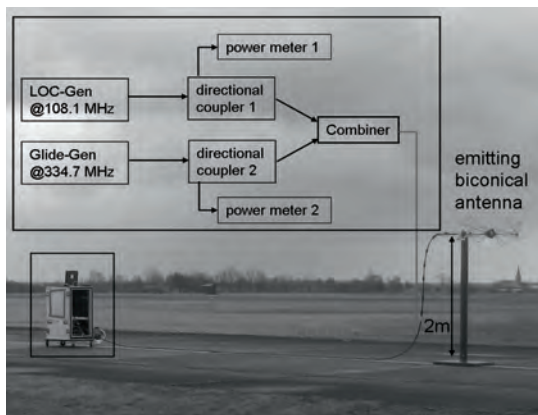 power meter 1
LOC-Gen
@108.1 MHz
directional
coupler 1
Combiner
Glide-Gen
@334.7 MHz
directional
coupler 2
power meter 2
emitting
biconical
antenna
2m